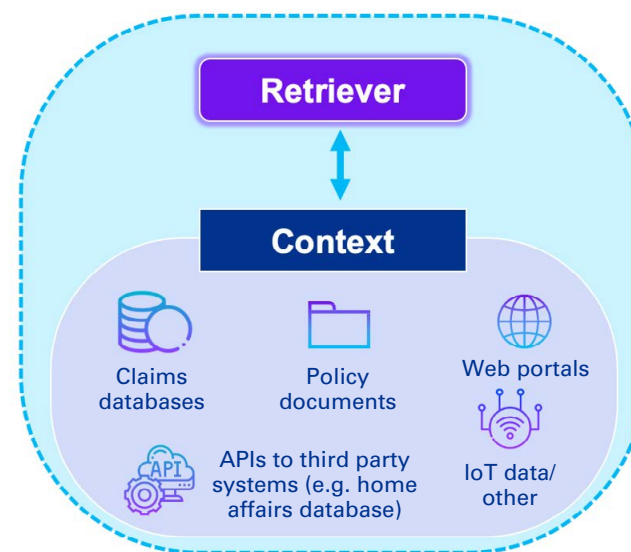 Retriever
Context
Claims
databases
Policy
documents
Web portals
API
APIs to third party
systems (e.g. home
affairs database)
IoT data/
other